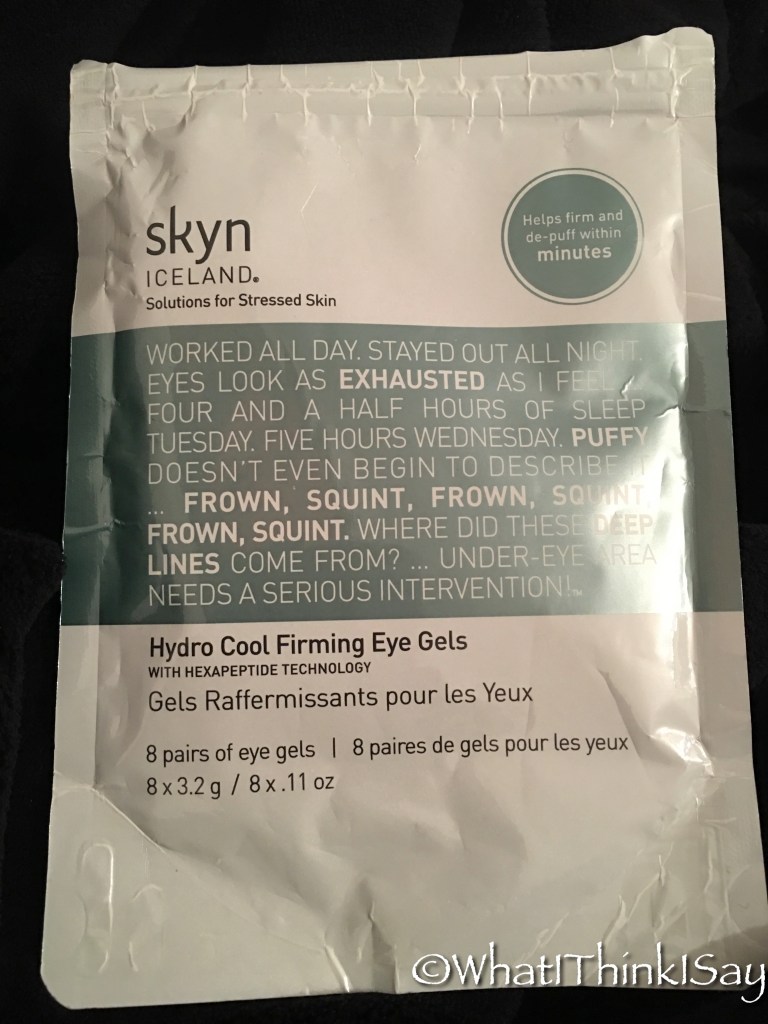 skyn
ICELAND®
Solutions for Stressed Skin
Helps firm and
de-puff within
minutes
WORKED ALL DAY. STAYED OUT ALL NIGHT.
EYES LOOK AS EXHAUSTED AS I FEEL ...
FOUR AND A HALF HOURS OF SLEEP
TUESDAY. FIVE HOURS WEDNESDAY. PUFFY
DOESN'T EVEN BEGIN TO DESCRIBE IT
... FROWN, SQUINT, FROWN, SQUINT,
FROWN, SQUINT. WHERE DID THESE DEEP
LINES COME FROM? ... UNDER-EYE AREA
NEEDS A SERIOUS INTERVENTION!™
Hydro Cool Firming Eye Gels
WITH HEXAPEPTIDE TECHNOLOGY
Gels Raffermissants pour les Yeux
8 pairs of eye gels | 8 paires de gels pour les yeux
8 x 3.2 g / 8 x .11 oz
©WhatIThinkISay